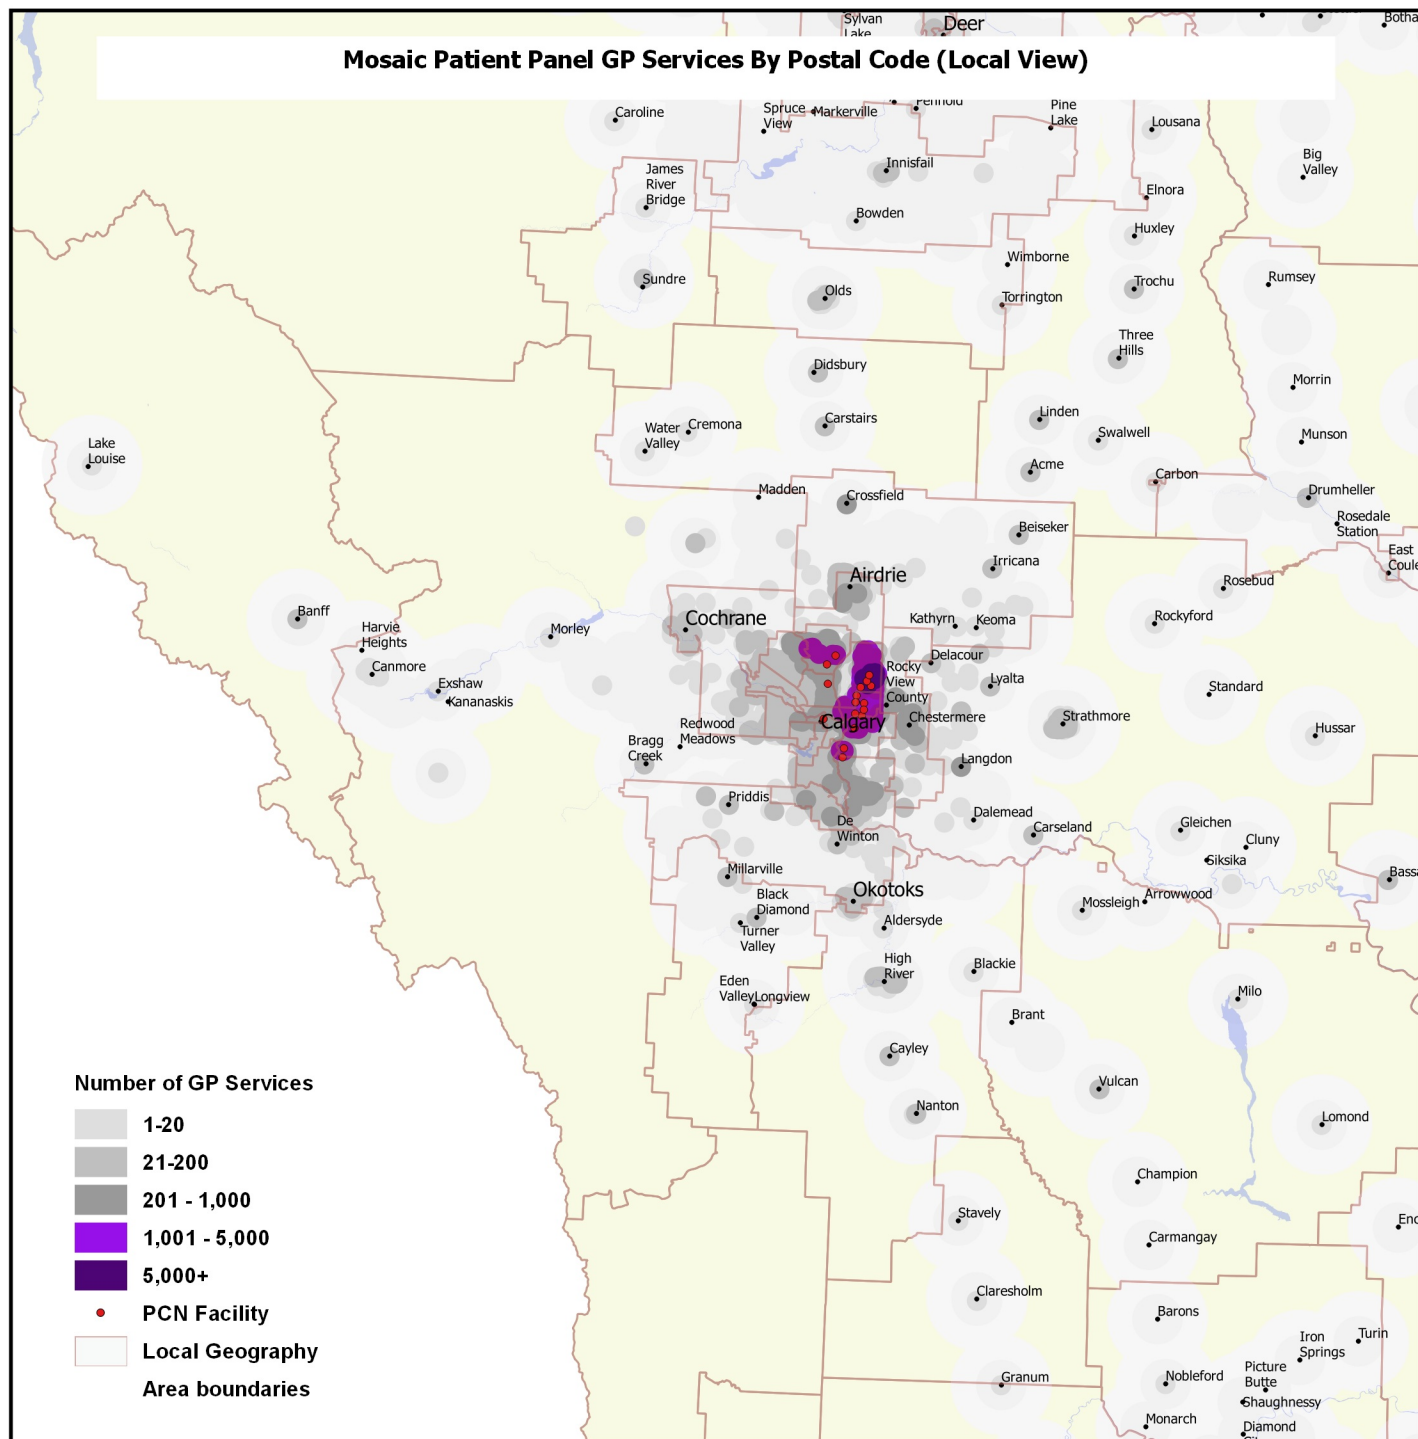 Sylvan
Lake
Deer
Botha
Mosaic Patient Panel GP Services By Postal Code (Local View)
Caroline
Spruce
View
Markerville
Penhold
Pine
Lake
Lousana
Big
Valley
Innisfail
James
River
Bridge
Elnora
Bowden
Huxley
Wimborne
Rumsey
Sundre
Olds
Torrington
Trochu
Three
Hills
Didsbury
Morrin
Linden
Carstairs
Cremona
Water
Valley
Swalwell
Munson
Lake
Louise
Acme
Carbon
Madden
Crossfield
Drumheller
Rosedale
Station
Beiseker
East
Coule
Irricana
Airdrie
Rosebud
Banff
Harvie
Heights
Morley
Cochrane
Kathyrn
Keoma
Rockyford
Canmore
Delacour
Rocky
View
County
Lyalta
Exshaw
Kananaskis
Standard
Redwood
Meadows
Calgary
Chestermere
Strathmore
Hussar
Bragg
Creek
Langdon
Priddis
Dalemead
De
Winton
Carseland
Gleichen
Cluny
Siksika
Millarville
Bassa
Black
Diamond
Okotoks
Mossleigh
Arrowwood
Turner
Valley
Aldersyde
High
River
Blackie
Eden
Valley
Longview
Milo
Brant
Cayley
Vulcan
Nanton
Lomond
Champion
Stavely
Enc
Carmangay
Claresholm
Barons
Iron
Springs
Turin
Picture
Butte
Granum
Nobleford
Shaughnessy
Monarch
Diamond
Number of GP Services
1-20
21-200
201 - 1,000
1,001 - 5,000
5,000+
PCN Facility
Local Geography
Area boundaries